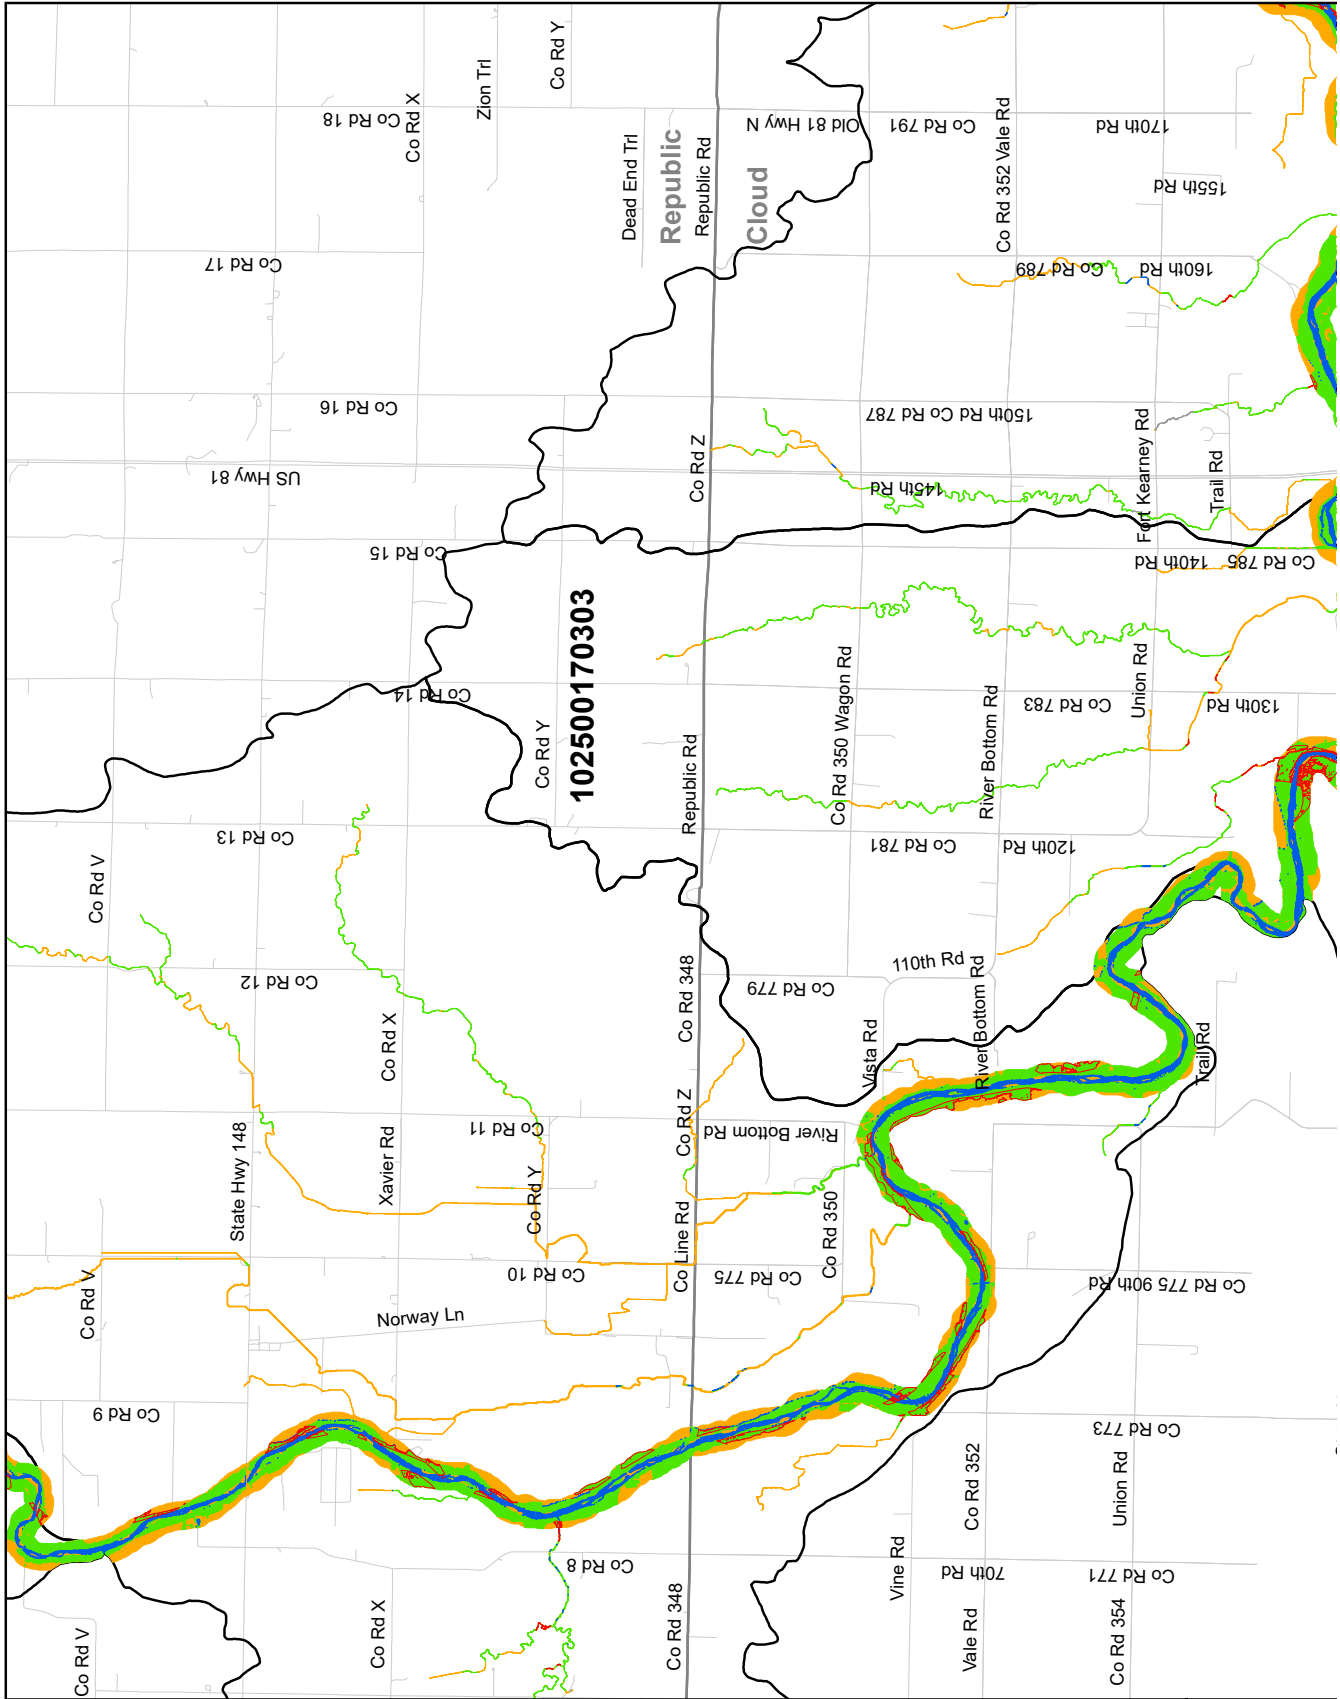 Co Rd 18
Co Rd X
Zion Trl
Co Rd Y
Dead End Trl
Republic
Republic Rd
Cloud
Old 81 Hwy N
Co Rd 791
Co Rd 352 Vale Rd
170th Rd
155th Rd
Co Rd 17
Co Rd 789
160th Rd
Co Rd 16
150th Rd Co Rd 787
US Hwy 81
Co Rd Z
145th Rd
Fort Kearney Rd
Trail Rd
Co Rd 15
140th Rd
Co Rd 785
102500170303
Co Rd 14
Co Rd Y
Republic Rd
Co Rd 350 Wagon Rd
River Bottom Rd
Co Rd 783
Union Rd
130th Rd
Co Rd 13
Co Rd V
Co Rd 781
120th Rd
Co Rd 12
Co Rd X
Co Rd 348
Co Rd 779
110th Rd
River Bottom Rd
Vista Rd
Trail Rd
State Hwy 148
Xavier Rd
Co Rd 11
Co Rd Y
Co Rd Z
River Bottom Rd
Co Rd V
Norway Ln
Co Rd 10
Co Line Rd
Co Rd 775
Co Rd 350
Co Rd 775 90th Rd
Co Rd 9
Co Rd 773
Co Rd 352
Union Rd
Co Rd V
Co Rd X
Co Rd 8
Co Rd 348
Vine Rd
70th Rd
Vale Rd
Co Rd 771
Co Rd 354